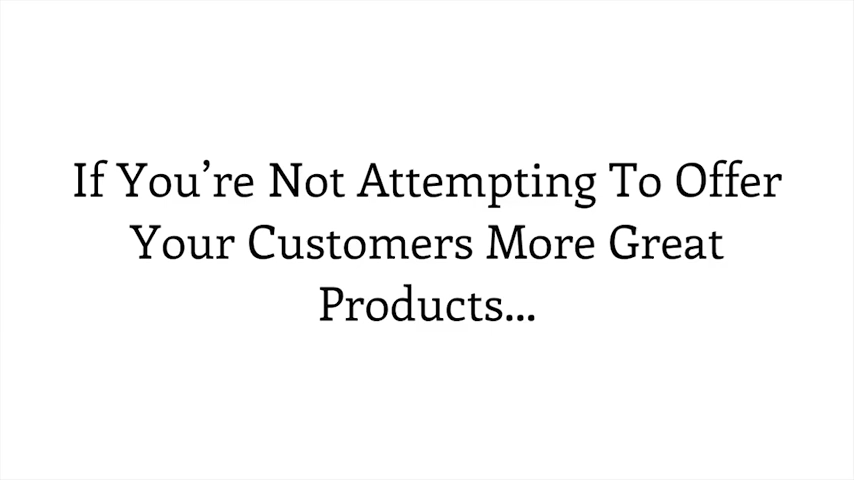 If You’re Not Attempting To Offer
Your Customers More Great
Products...